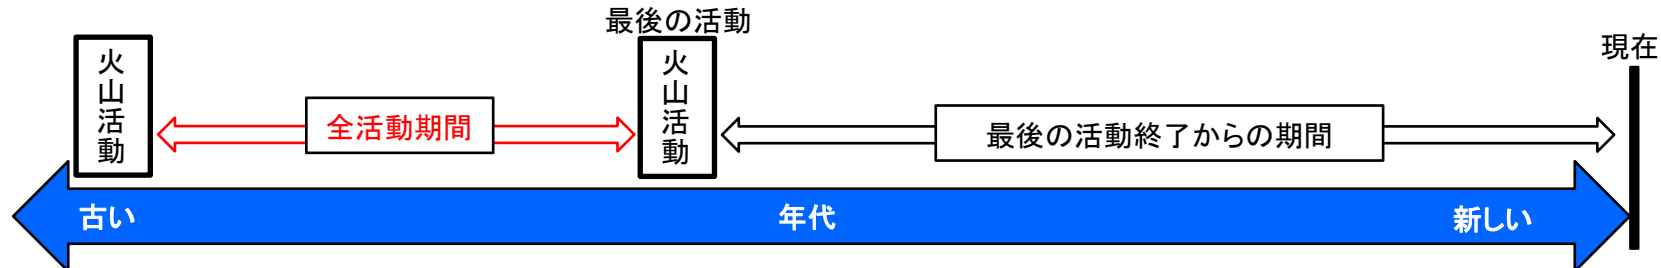 最後の活動
現在
火山活動
全活動期間
火山活動
最後の活動終了からの期間
古い
年代
新しい